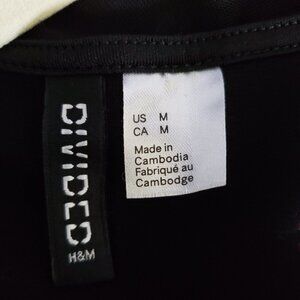 DIVIDED
H&M
US M
CA M
Made in
Cambodia
Fabriqué au
Cambodge